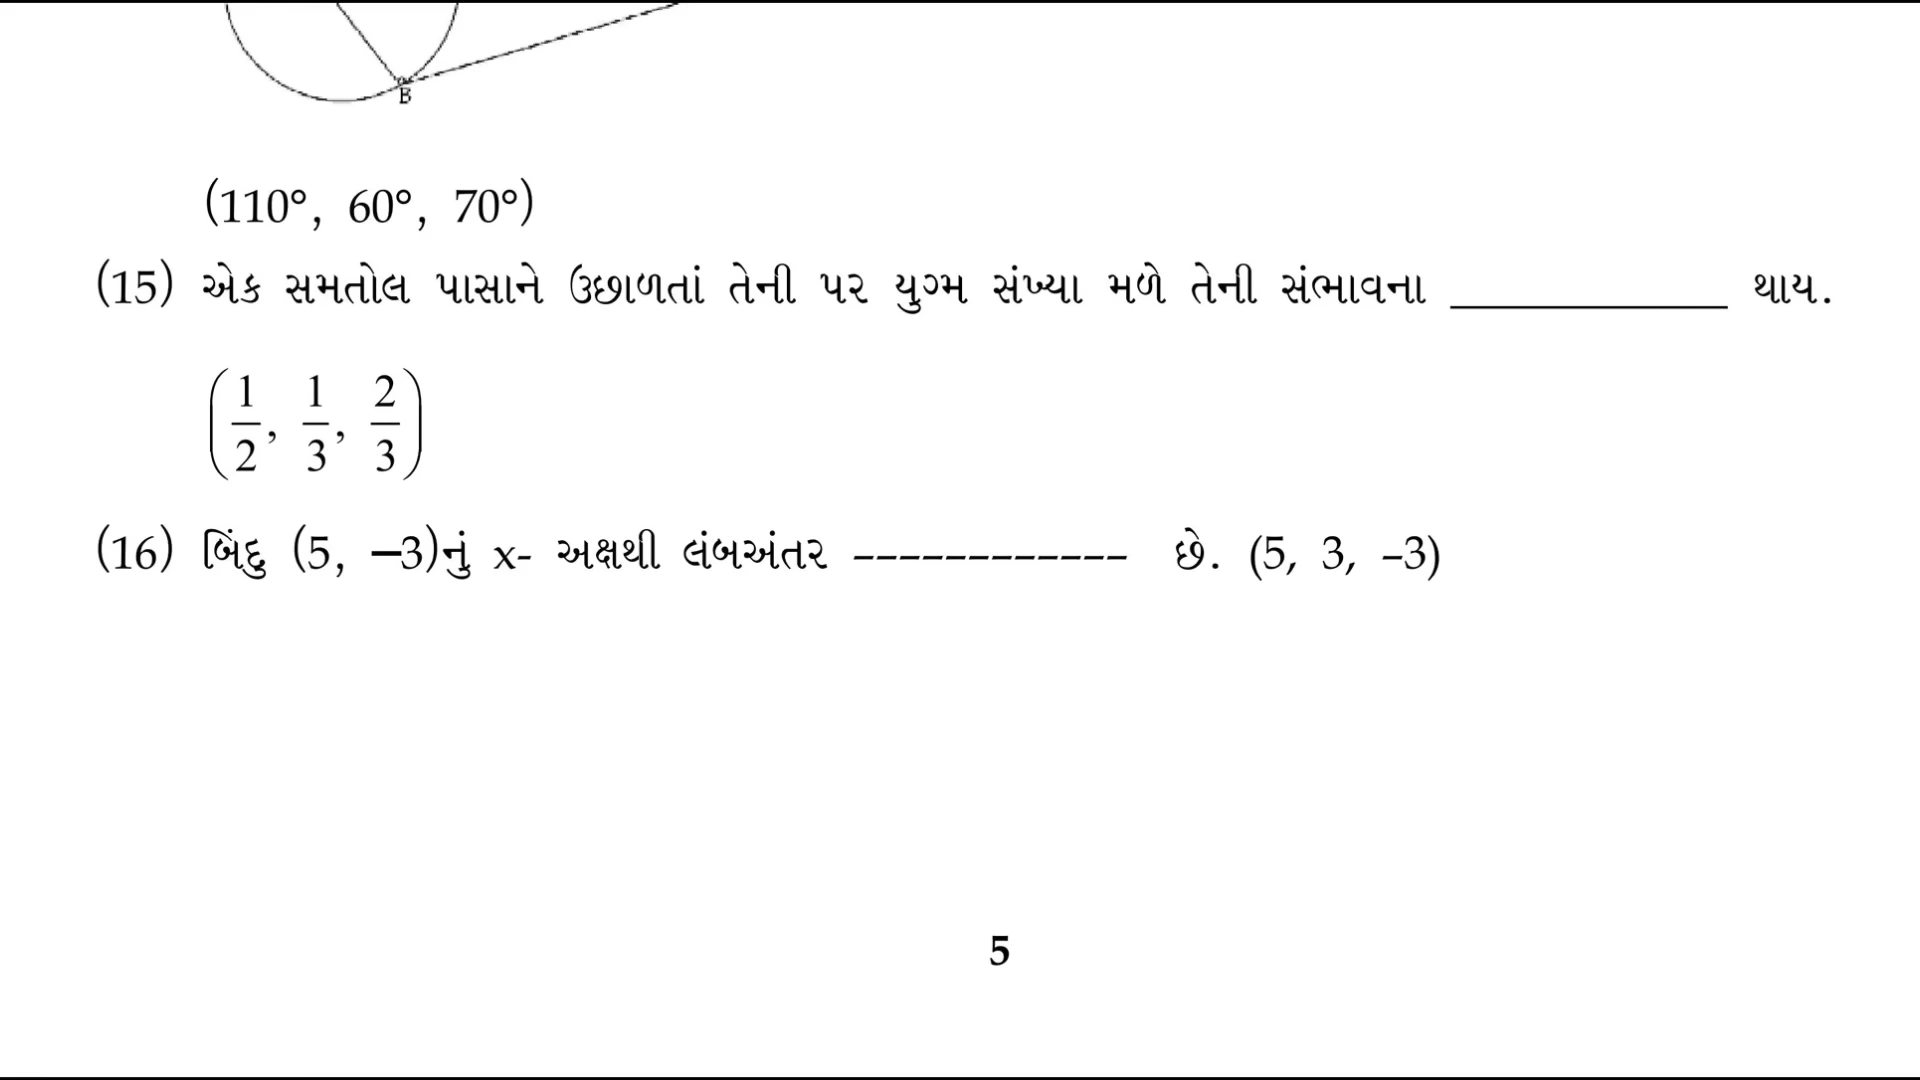 B
(110°, 60°, 70°)
(15) એક સમતોલ પાસાને ઉછાળતાં તેની પર યુગ્મ સંખ્યા મળે તેની સંભાવના ____________ થાય.
(1/2, 1/3, 2/3)
(16) બિંદુ (5, –3)નું x- અક્ષથી લંબઅંતર ------------ છે. (5, 3, –3)
5